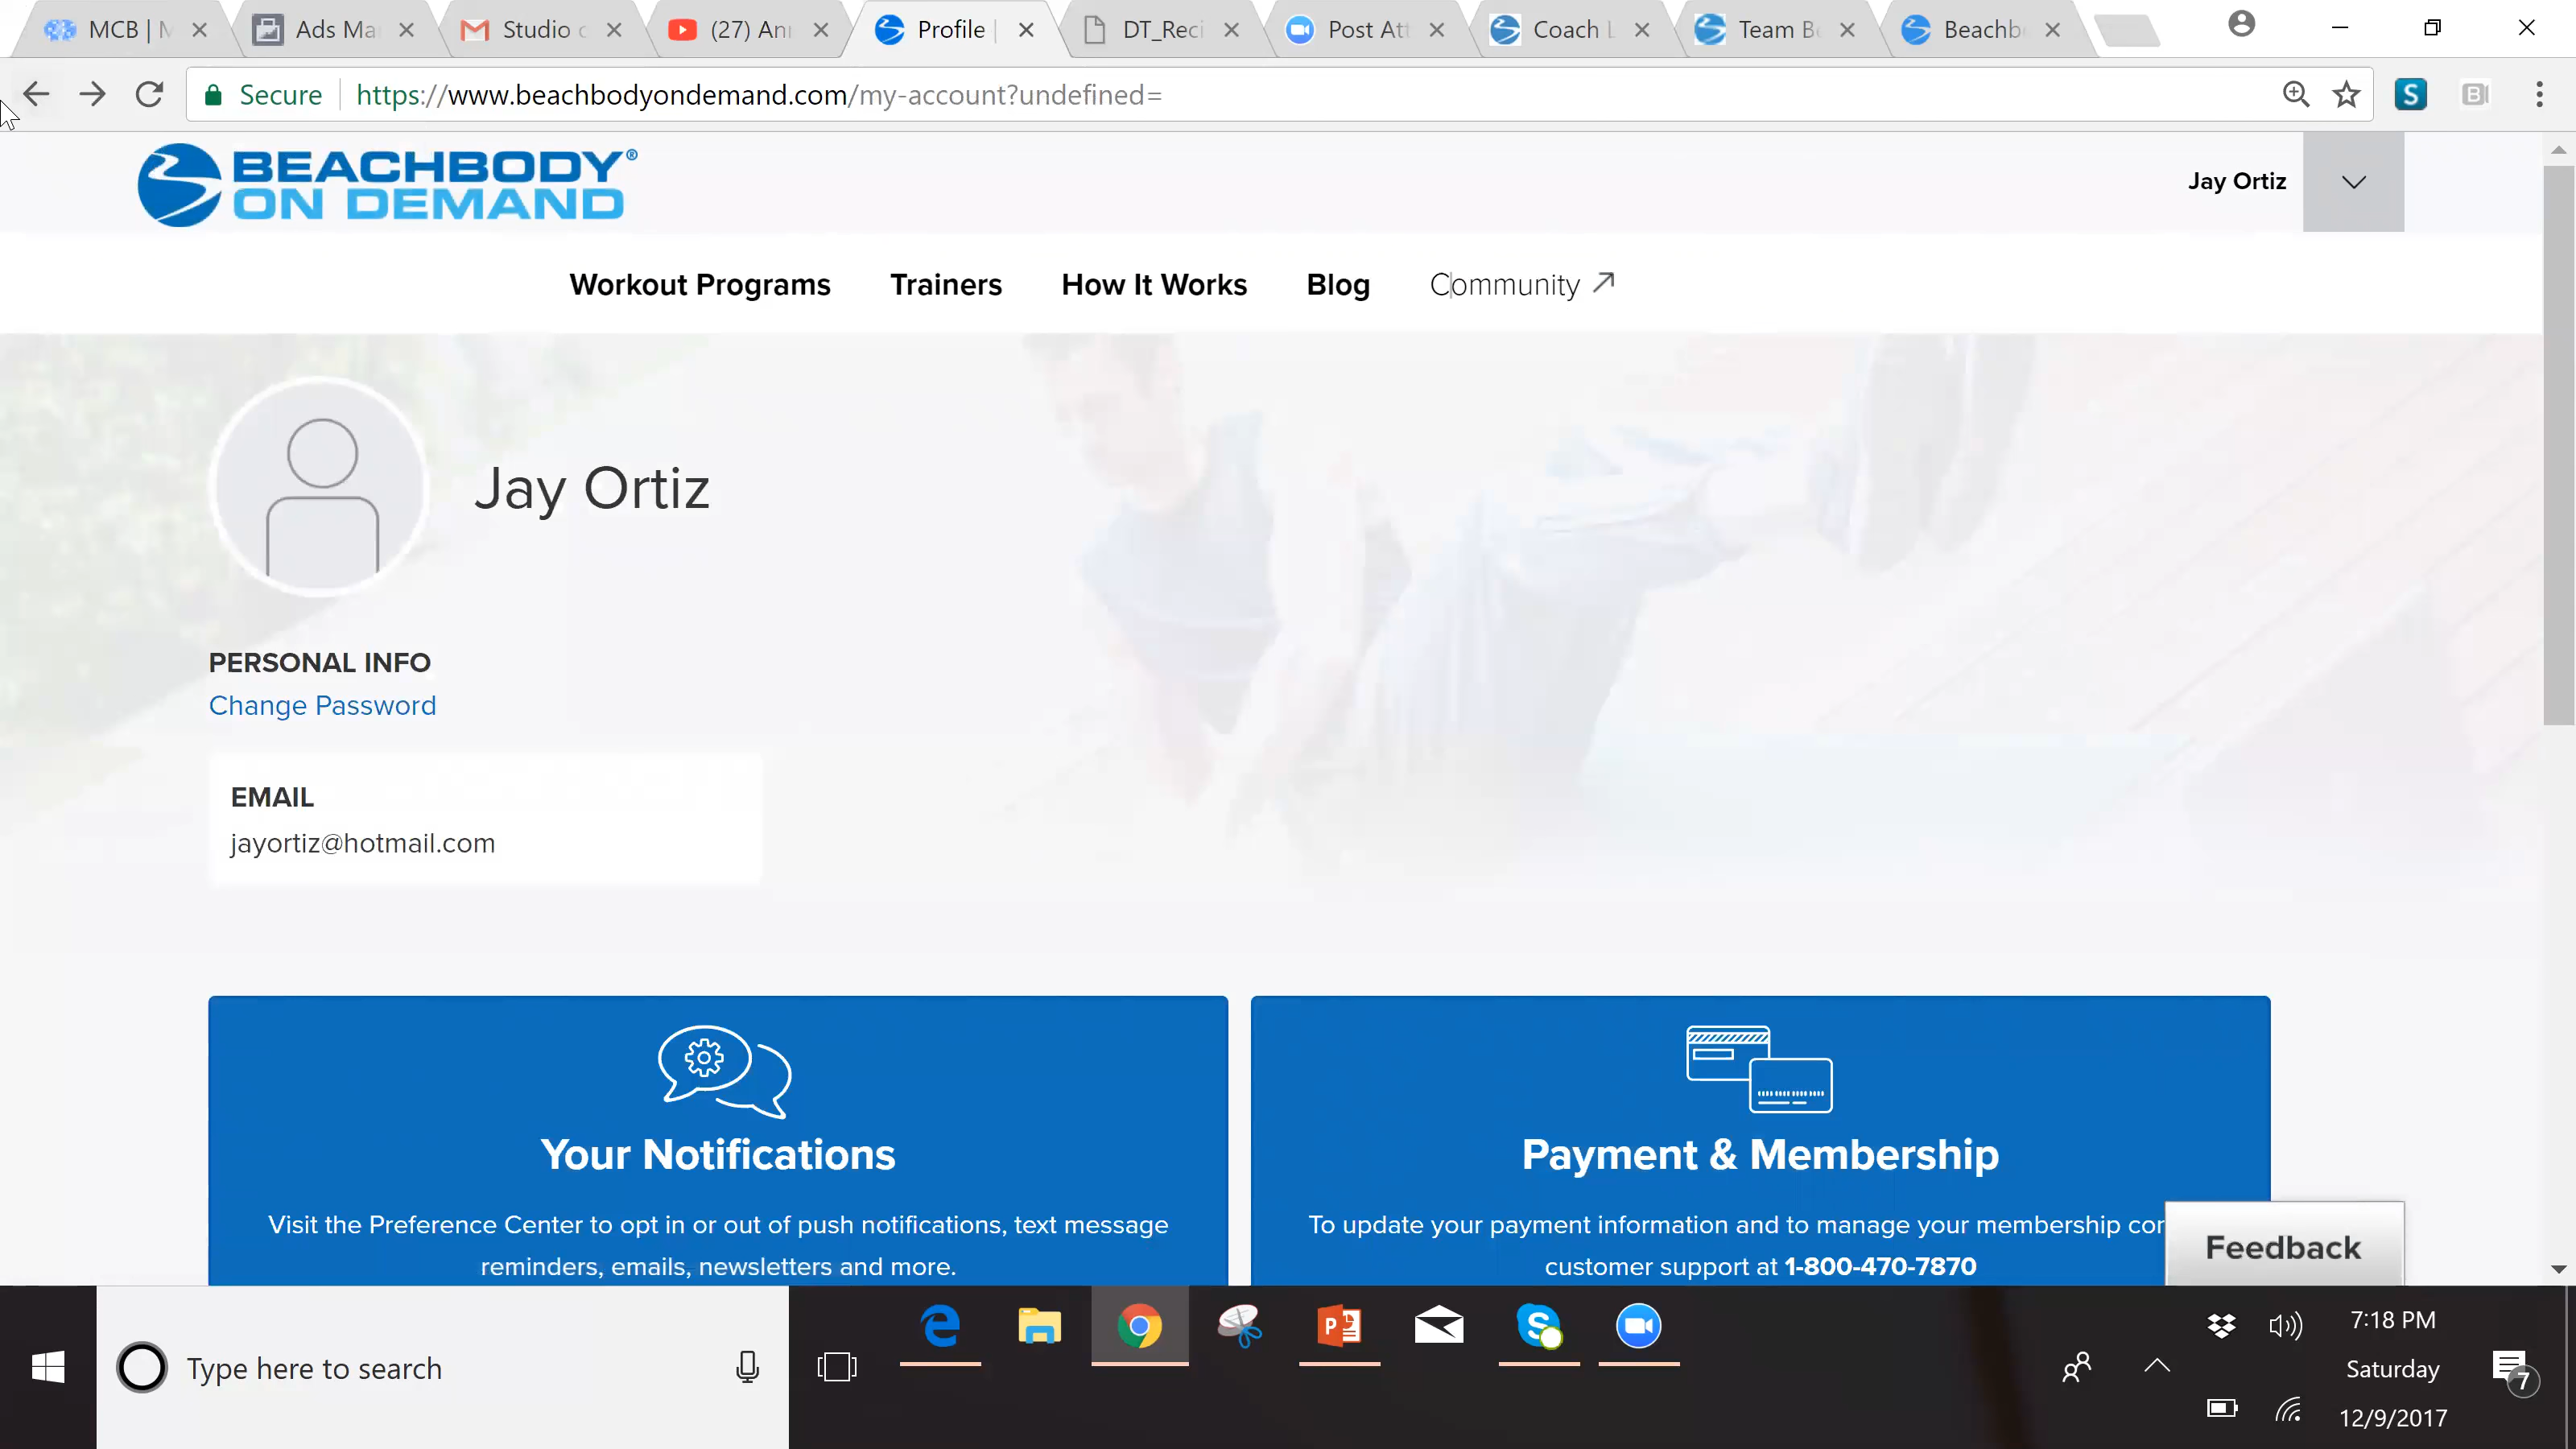 MCB | M
Ads Ma
Studio c
(27) Ani
Profile |
DT_Reci
Post Att
Coach L
Team B
Beachb
Secure
https://www.beachbodyondemand.com/my-account?undefined=
BEACHBODY®
ON DEMAND
Jay Ortiz
Workout Programs
Trainers
How It Works
Blog
Community
Jay Ortiz
PERSONAL INFO
Change Password
EMAIL
jayortiz@hotmail.com
Your Notifications
Visit the Preference Center to opt in or out of push notifications, text message
reminders, emails, newsletters and more.
Payment & Membership
To update your payment information and to manage your membership cor
customer support at 1-800-470-7870
Feedback
Type here to search
7:18 PM
Saturday
12/9/2017
7